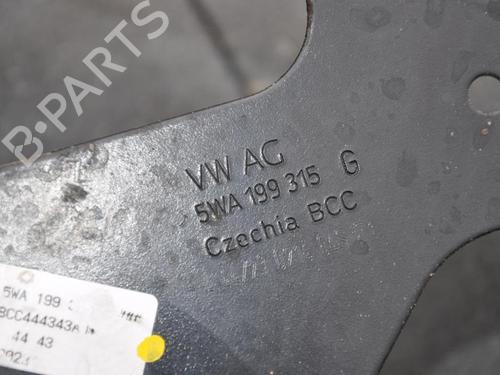 B-PARTS
VW AG
5WA 199 315 G
Czechia BCC
5WA 199
BCC444343A
44 43